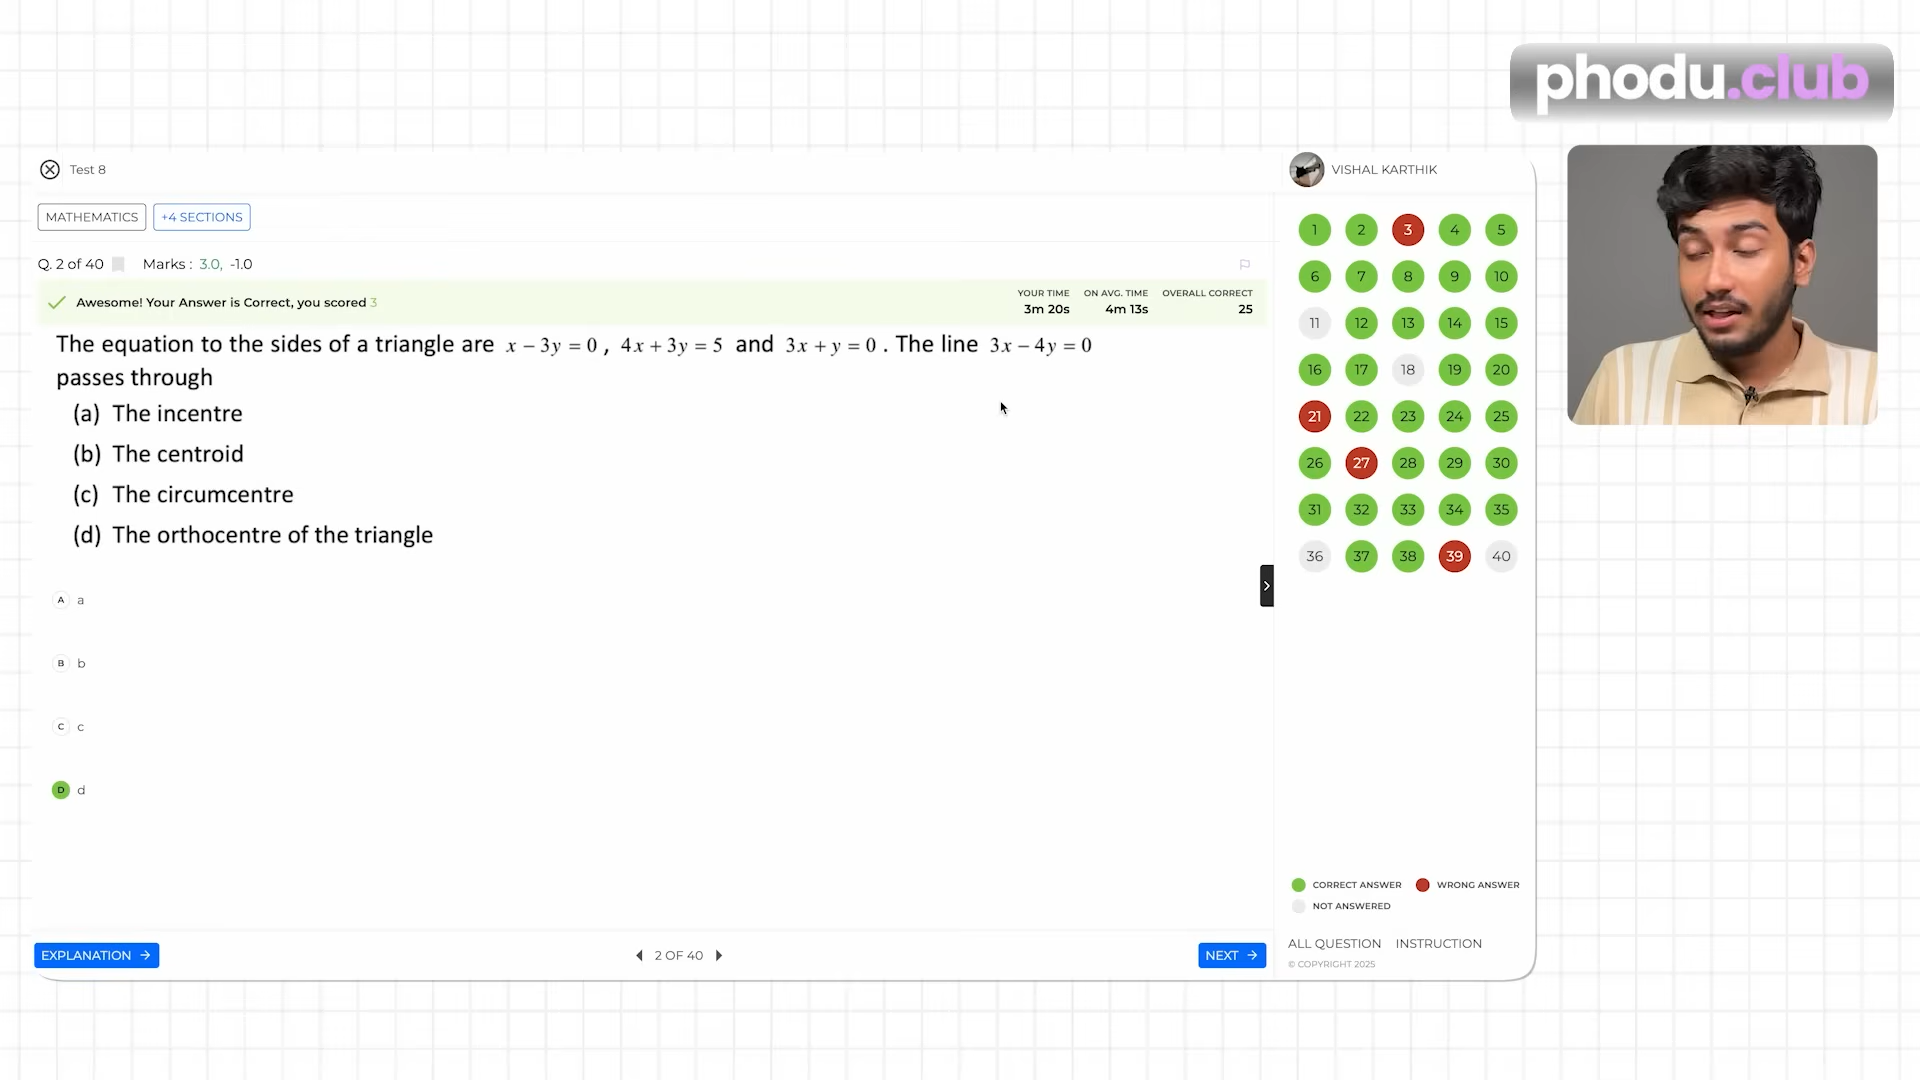 phodu.club
Test 8
VISHAL KARTHIK
MATHEMATICS
+4 SECTIONS
Q. 2 of 40 Marks : 3.0, -1.0
Awesome! Your Answer is Correct, you scored 3
YOUR TIME ON AVG. TIME OVERALL CORRECT
3m 20s 4m 13s 25
The equation to the sides of a triangle are x − 3y = 0 , 4x + 3y = 5 and 3x + y = 0 . The line 3x − 4y = 0
passes through
(a) The incentre
(b) The centroid
(c) The circumcentre
(d) The orthocentre of the triangle
A a
B b
C c
D d
1 2 3 4 5
6 7 8 9 10
11 12 13 14 15
16 17 18 19 20
21 22 23 24 25
26 27 28 29 30
31 32 33 34 35
36 37 38 39 40
CORRECT ANSWER WRONG ANSWER
NOT ANSWERED
EXPLANATION
2 OF 40
NEXT
ALL QUESTION INSTRUCTION
© COPYRIGHT 2025